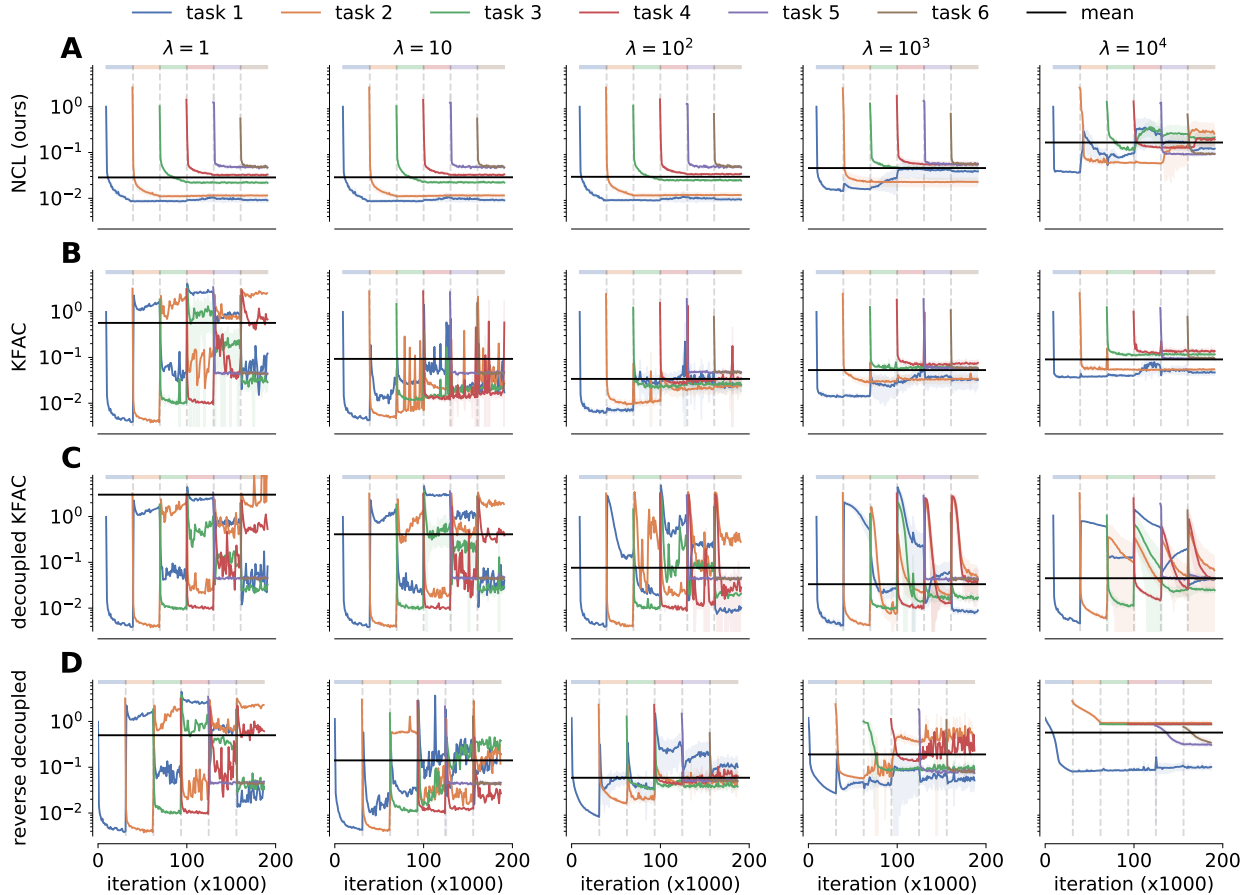 task 1 task 2 task 3 task 4 task 5 task 6 mean
A
λ = 1 λ = 10 λ = 10² λ = 10³ λ = 10⁴
NCL (ours)
10⁰
10⁻¹
10⁻²
B
KFAC
10⁰
10⁻¹
10⁻²
C
decoupled KFAC
10⁰
10⁻¹
10⁻²
D
reverse decoupled
10⁰
10⁻¹
10⁻²
0 100 200 0 100 200 0 100 200 0 100 200 0 100 200
iteration (x1000) iteration (x1000) iteration (x1000) iteration (x1000) iteration (x1000)